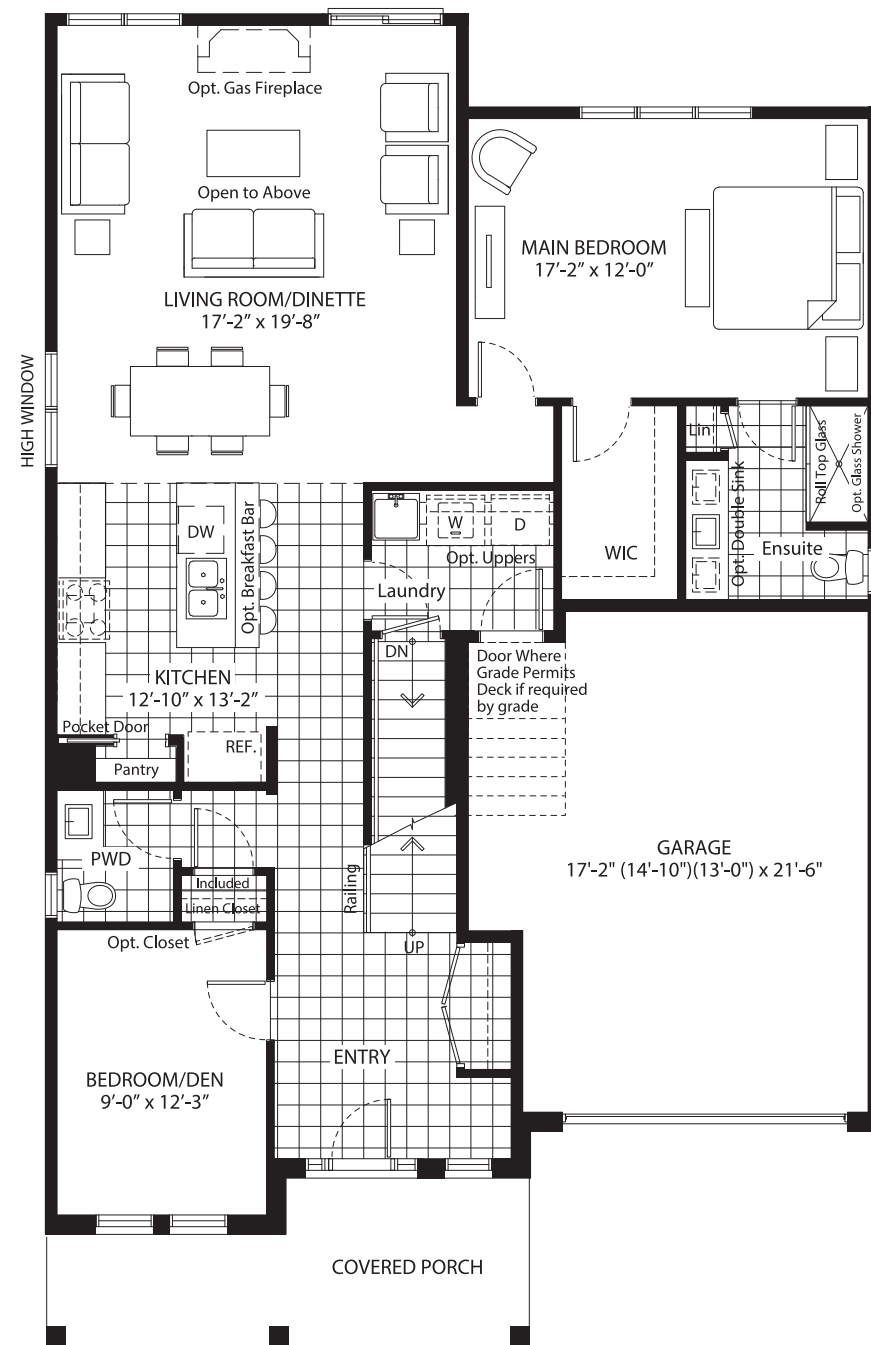 Opt. Gas Fireplace
Open to Above
LIVING ROOM/DINETTE
17'-2" x 19'-8"
MAIN BEDROOM
17'-2" x 12'-0"
HIGH WINDOW
Lin
Roll Top Glass
Opt. Glass Shower
Opt. Double Sink
Ensuite
WIC
W
D
Opt. Uppers
Laundry
DW
Opt. Breakfast Bar
KITCHEN
12'-10" x 13'-2"
Pocket Door
REF.
Pantry
DN
Door Where
Grade Permits
Deck if required
by grade
GARAGE
17'-2" (14'-10")(13'-0") x 21'-6"
PWD
Included
Linen Closet
Railing
UP
Opt. Closet
ENTRY
BEDROOM/DEN
9'-0" x 12'-3"
COVERED PORCH